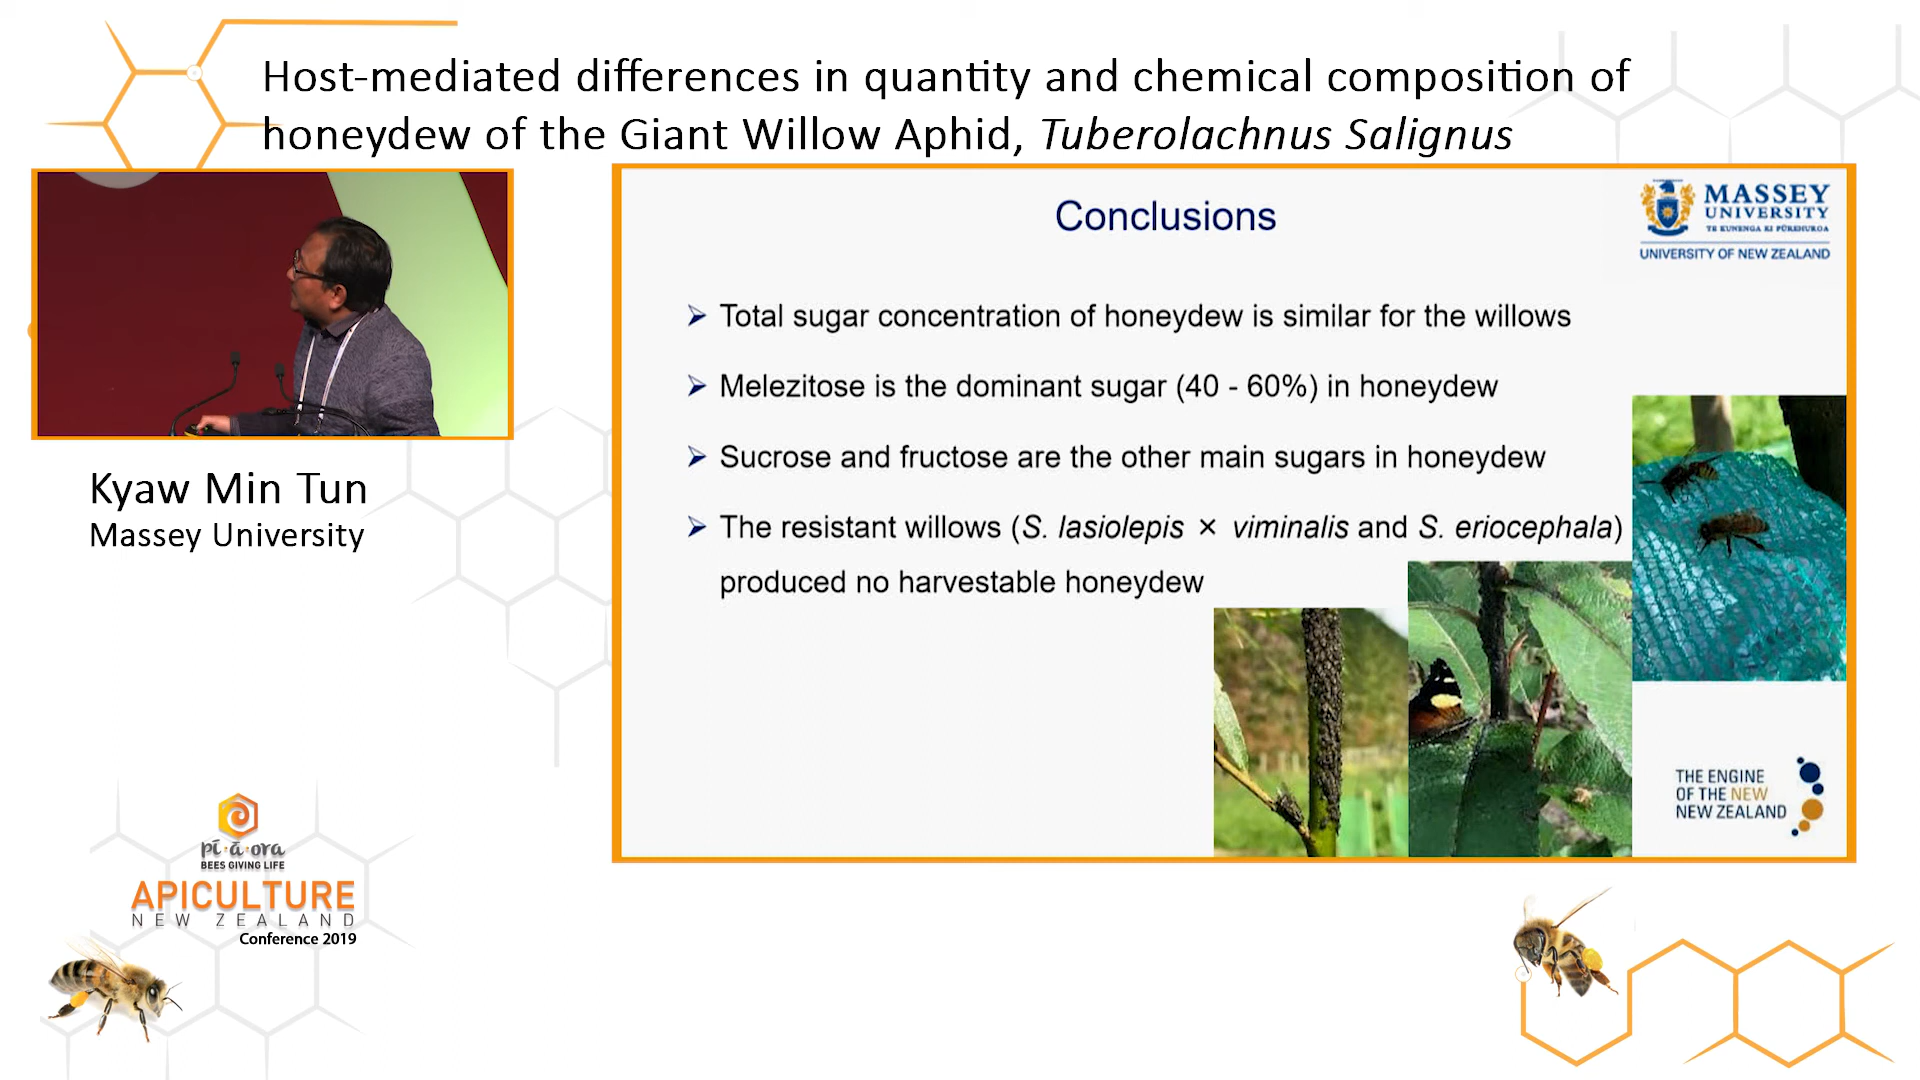 Host-mediated differences in quantity and chemical composition of
honeydew of the Giant Willow Aphid, Tuberolachnus Salignus
Kyaw Min Tun
Massey University
Conclusions
MASSEY
UNIVERSITY
TE KUNENGA KI PŪREHUROA
UNIVERSITY OF NEW ZEALAND
➢ Total sugar concentration of honeydew is similar for the willows
➢ Melezitose is the dominant sugar (40 - 60%) in honeydew
➢ Sucrose and fructose are the other main sugars in honeydew
➢ The resistant willows (S. lasiolepis × viminalis and S. eriocephala)
produced no harvestable honeydew
THE ENGINE
OF THE NEW
NEW ZEALAND
pī·ā·ora
BEES GIVING LIFE
APICULTURE
NEW ZEALAND
Conference 2019